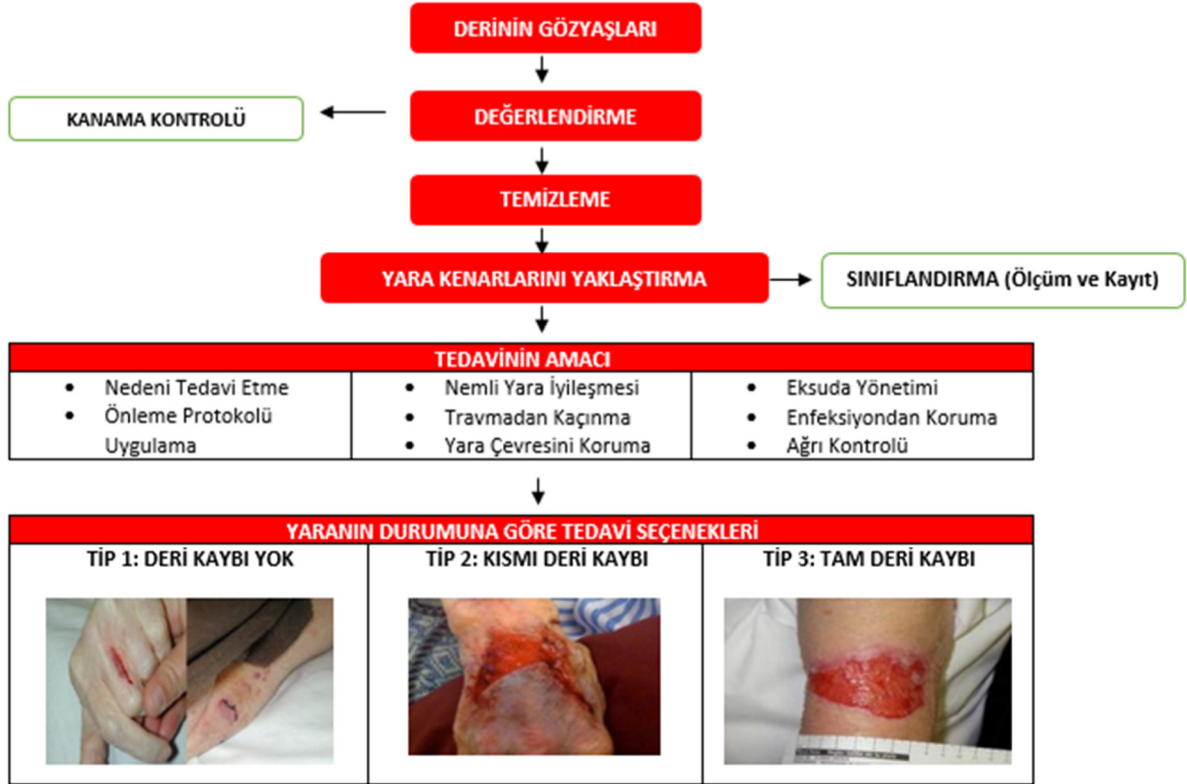 DERİNİN GÖZYAŞLARI
DEĞERLENDİRME
KANAMA KONTROLÜ
TEMİZLEME
YARA KENARLARINI YAKLAŞTIRMA
SINIFLANDIRMA (Ölçüm ve Kayıt)
TEDAVİNİN AMACI
• Nedeni Tedavi Etme
• Önleme Protokolü
Uygulama
• Nemli Yara İyileşmesi
• Travmadan Kaçınma
• Yara Çevresini Koruma
• Eksuda Yönetimi
• Enfeksiyondan Koruma
• Ağrı Kontrolü
YARANIN DURUMUNA GÖRE TEDAVİ SEÇENEKLERİ
TİP 1: DERİ KAYBI YOK
TİP 2: KISMI DERİ KAYBI
TİP 3: TAM DERİ KAYBI